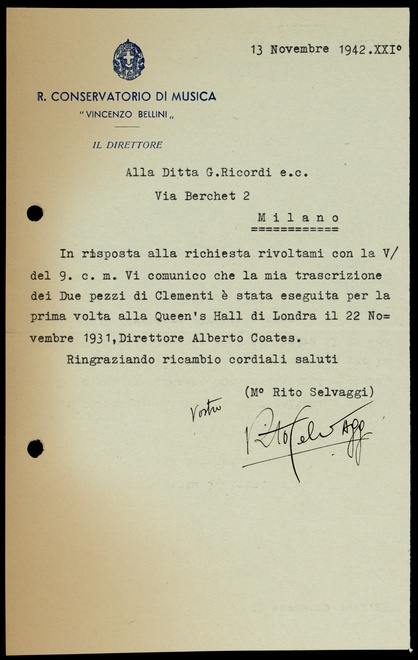 13 Novembre 1942.XXI°
R. CONSERVATORIO DI MUSICA
"VINCENZO BELLINI„
IL DIRETTORE
Alla Ditta G.Ricordi e.c.
Via Berchet 2
Milano
============
In risposta alla richiesta rivoltami con la V/
del 9. c. m. Vi comunico che la mia trascrizione
dei Due pezzi di Clementi è stata eseguita per la
prima volta alla Queen's Hall di Londra il 22 No=
vembre 1931,Direttore Alberto Coates.
Ringraziando ricambio cordiali saluti
(M° Rito Selvaggi)
Vostro
Rito Selvaggi